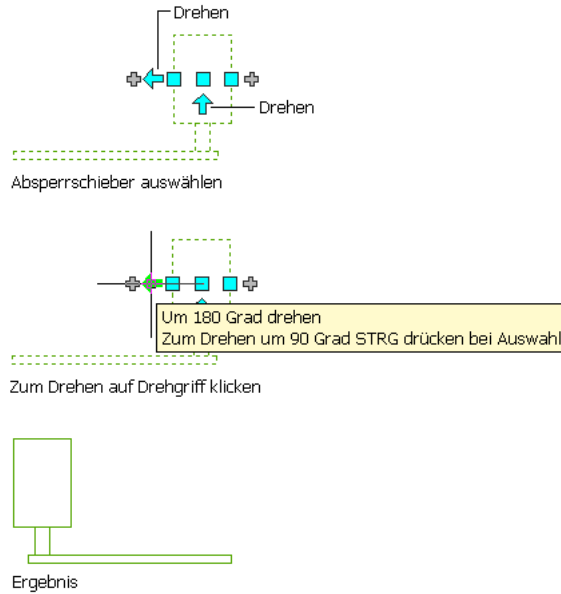 Drehen
Drehen
Absperrschieber auswählen
Um 180 Grad drehen
Zum Drehen um 90 Grad STRG drücken bei Auswahl
Zum Drehen auf Drehgriff klicken
Ergebnis